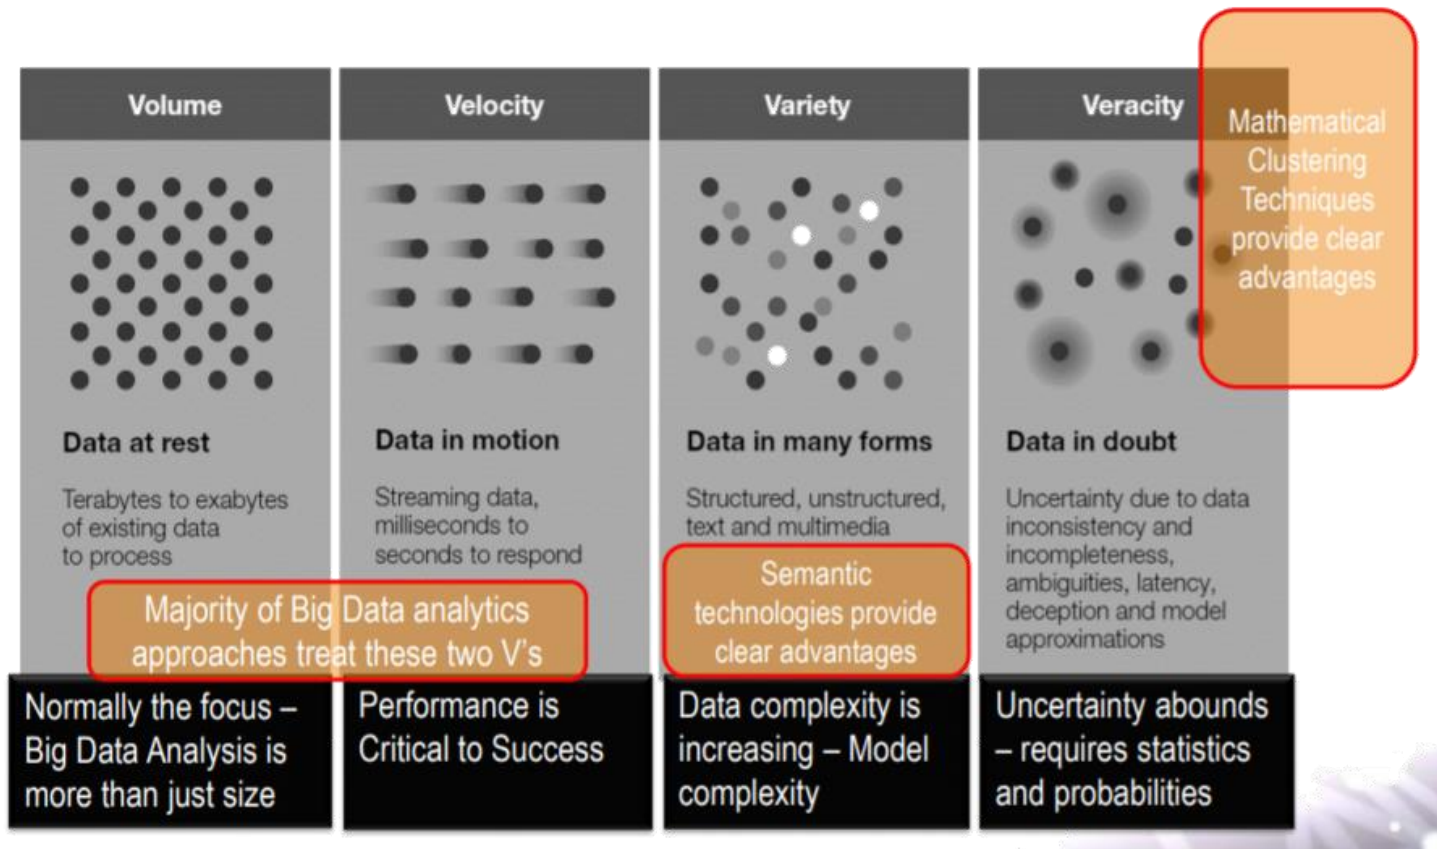 Volume
Data at rest
Terabytes to exabytes
of existing data
to process
Velocity
Data in motion
Streaming data,
milliseconds to
seconds to respond
Majority of Big Data analytics
approaches treat these two V's
Variety
Data in many forms
Structured, unstructured,
text and multimedia
Semantic
technologies provide
clear advantages
Veracity
Data in doubt
Uncertainty due to data
inconsistency and
incompleteness,
ambiguities, latency,
deception and model
approximations
Mathematical
Clustering
Techniques
provide clear
advantages
Normally the focus –
Big Data Analysis is
more than just size
Performance is
Critical to Success
Data complexity is
increasing – Model
complexity
Uncertainty abounds
– requires statistics
and probabilities